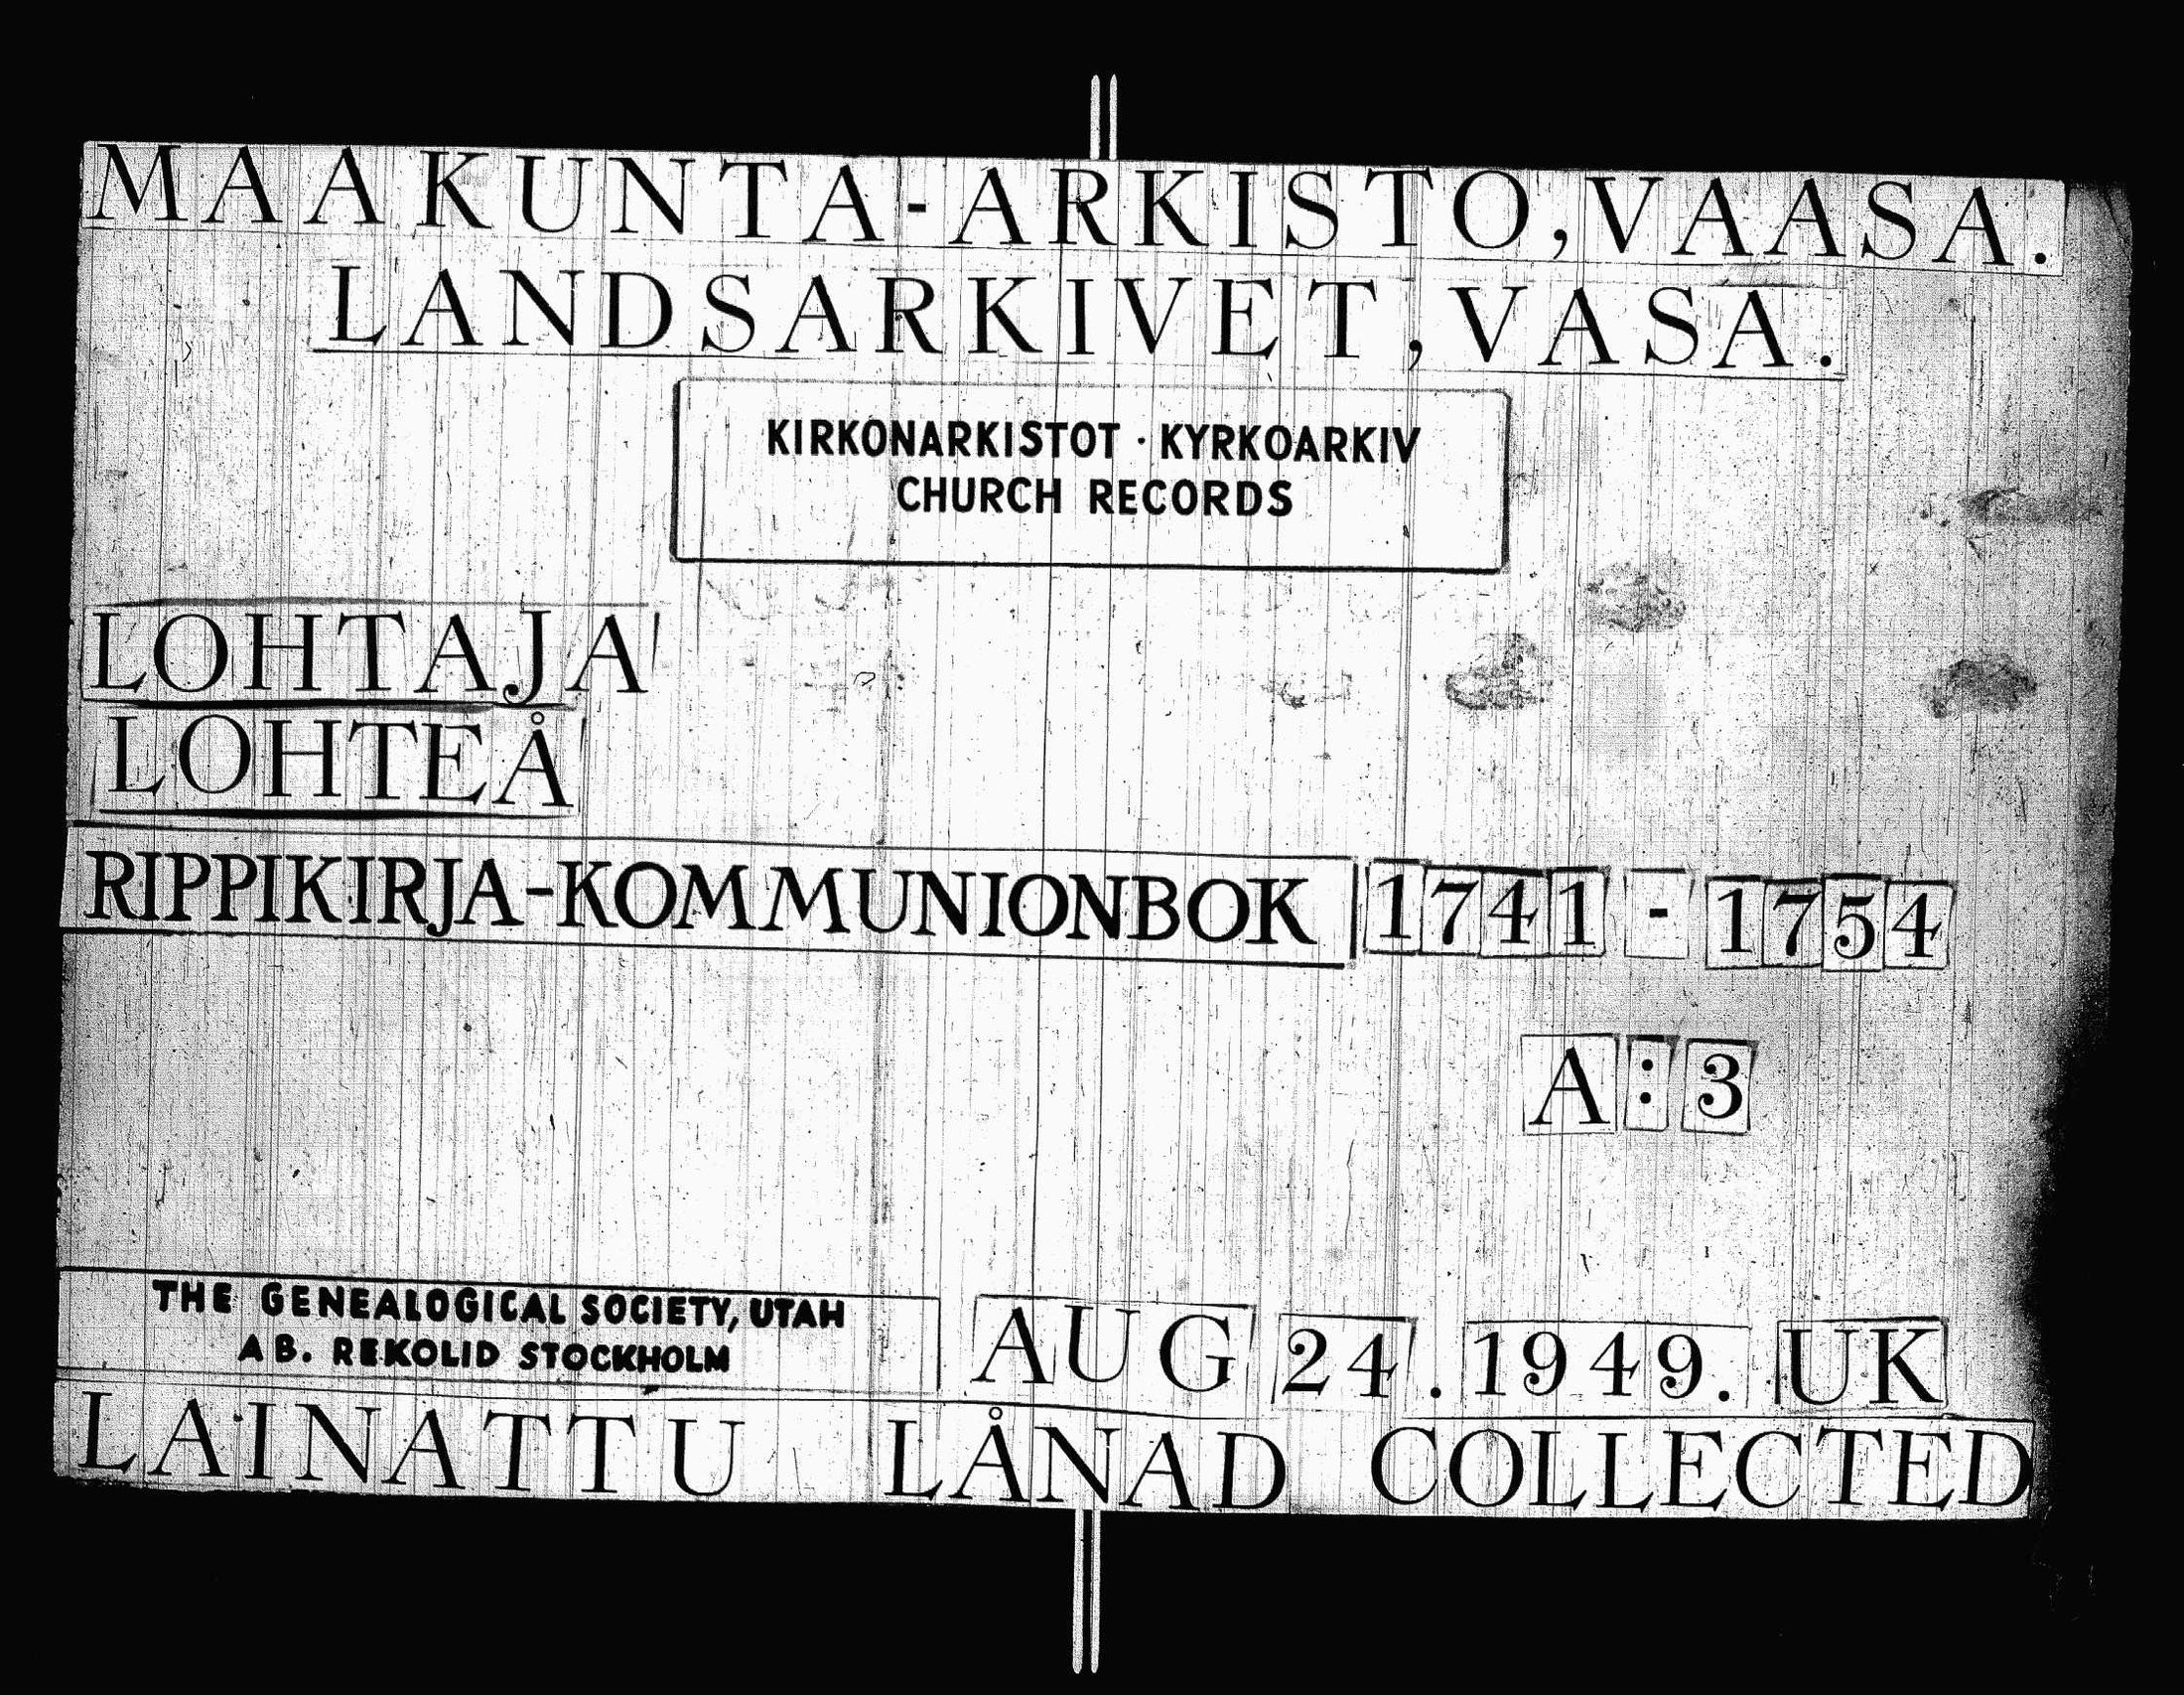 MAAKUNTA-ARKISTO,VAASA.
LANDSARKIVET,VASA.
KIRKONARKISTOT · KYRKOARKIV
CHURCH RECORDS
LOHTAJA
LOHTEÅ
RIPPIKIRJA-KOMMUNIONBOK 1741 - 1754
A:3
THE GENEALOGICAL SOCIETY, UTAH
AB. REKOLID STOCKHOLM
AUG 24.1949. UK
LAINATTU LÅNAD COLLECTED